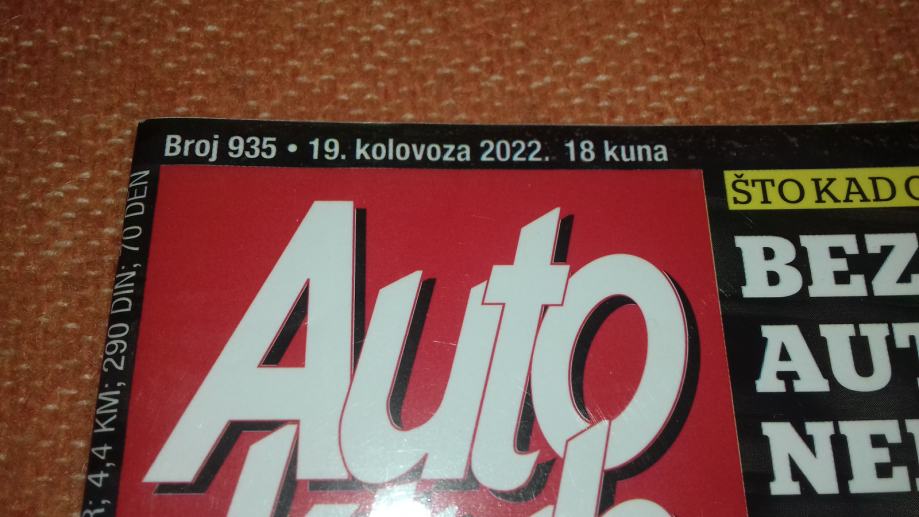 Broj 935 • 19. kolovoza 2022. 18 kuna
Auto
ŠTO KAD
BEZ
AUT
NE
4,4 KM; 290 DIN; 70 DEN